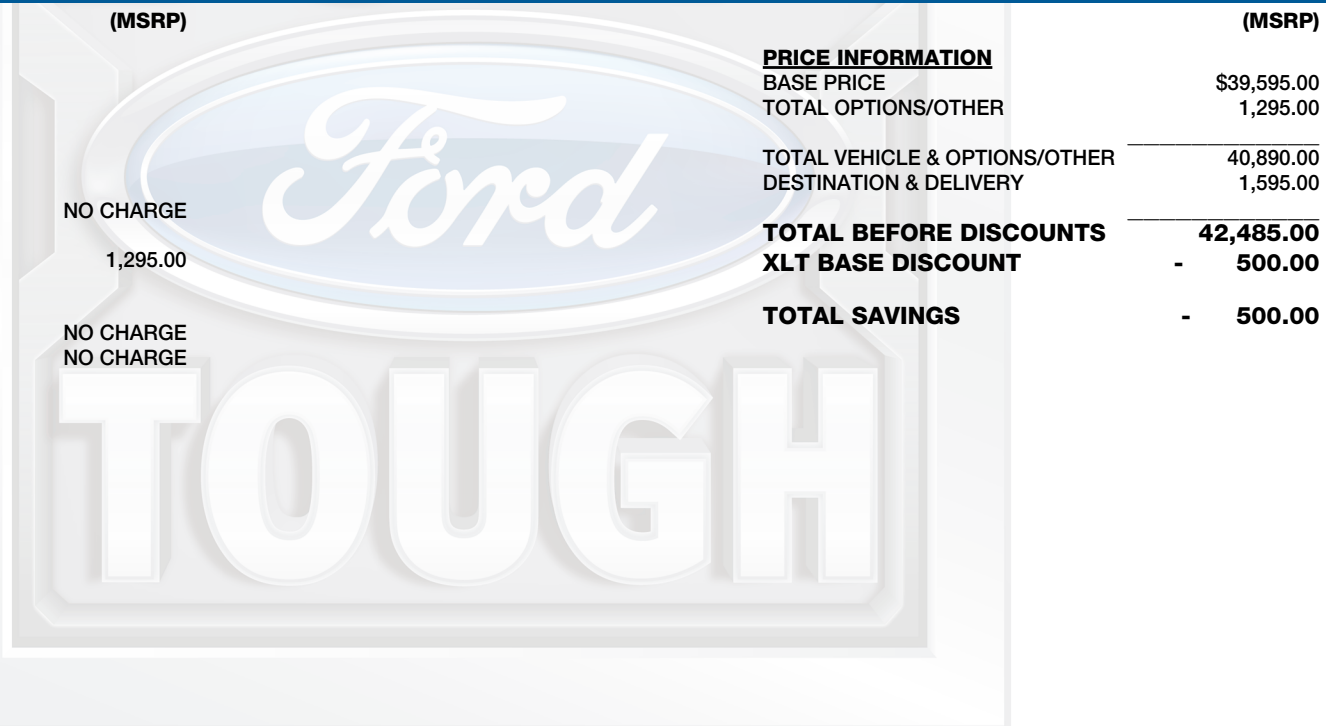 (MSRP)
NO CHARGE
1,295.00
NO CHARGE
NO CHARGE
(MSRP)
PRICE INFORMATION
BASE PRICE $39,595.00
TOTAL OPTIONS/OTHER 1,295.00
TOTAL VEHICLE & OPTIONS/OTHER 40,890.00
DESTINATION & DELIVERY 1,595.00
TOTAL BEFORE DISCOUNTS 42,485.00
XLT BASE DISCOUNT - 500.00
TOTAL SAVINGS - 500.00
Ford
TOUGH